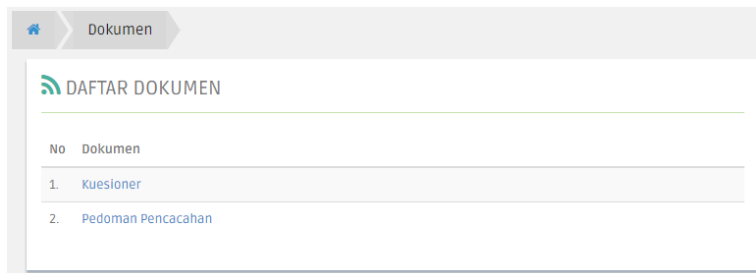 Dokumen
DAFTAR DOKUMEN
No Dokumen
1. Kuesioner
2. Pedoman Pencacahan